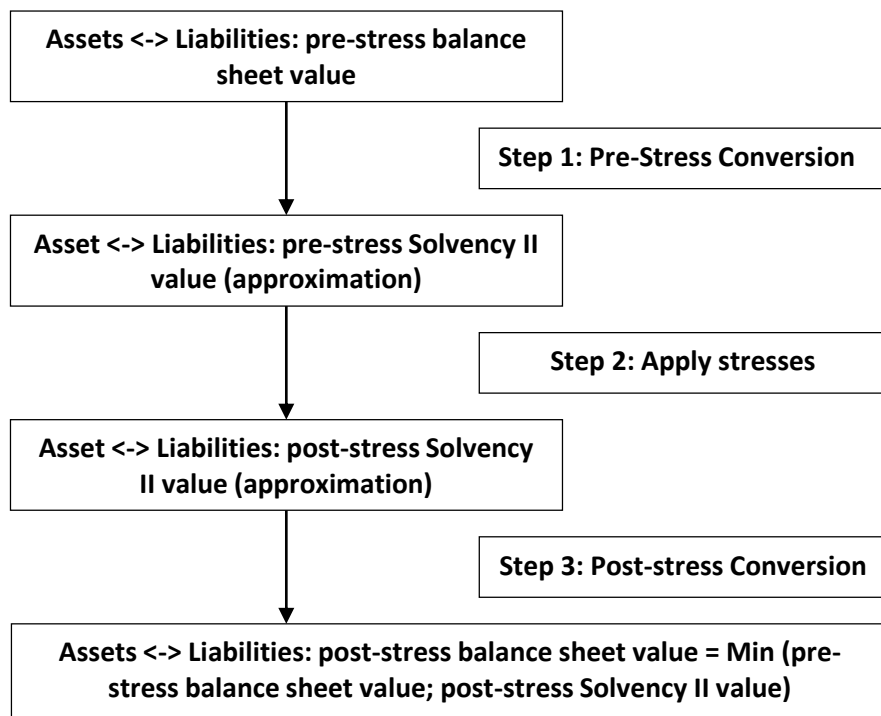 Assets <-> Liabilities: pre-stress balance
sheet value
Step 1: Pre-Stress Conversion
Asset <-> Liabilities: pre-stress Solvency II
value (approximation)
Step 2: Apply stresses
Asset <-> Liabilities: post-stress Solvency
II value (approximation)
Step 3: Post-stress Conversion
Assets <-> Liabilities: post-stress balance sheet value = Min (pre-
stress balance sheet value; post-stress Solvency II value)